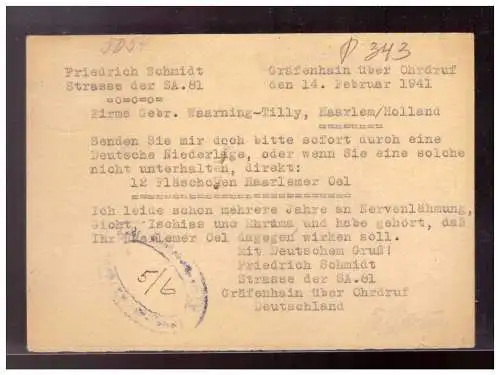 5054
P 343
Friedrich Schmidt Gräfenhain über Ohrdruf
Strasse der SA.81 den 14. Februar 1941
=o=o=o=
Firma Gebr. Waarning-Tilly, Haarlem/Holland
========
Senden Sie mir doch bitte sofort durch eine
Deutsche Niederlage, oder wenn Sie eine solche
nicht unterhalten, direkt:
12 Fläschchen Haarlemer Oel
===========================
Ich leide schon mehrere Jahre an Nervenlähmung,
Gicht, Ischias und Rhruma und habe gehört, daß
Ihr Haarlemer Oel dagegen wirken soll.
Mit Deutschem Gruß!
Friedrich Schmidt
Strasse der SA.81
Gräfenhain über Ohrdruf
Deutschland
5/6